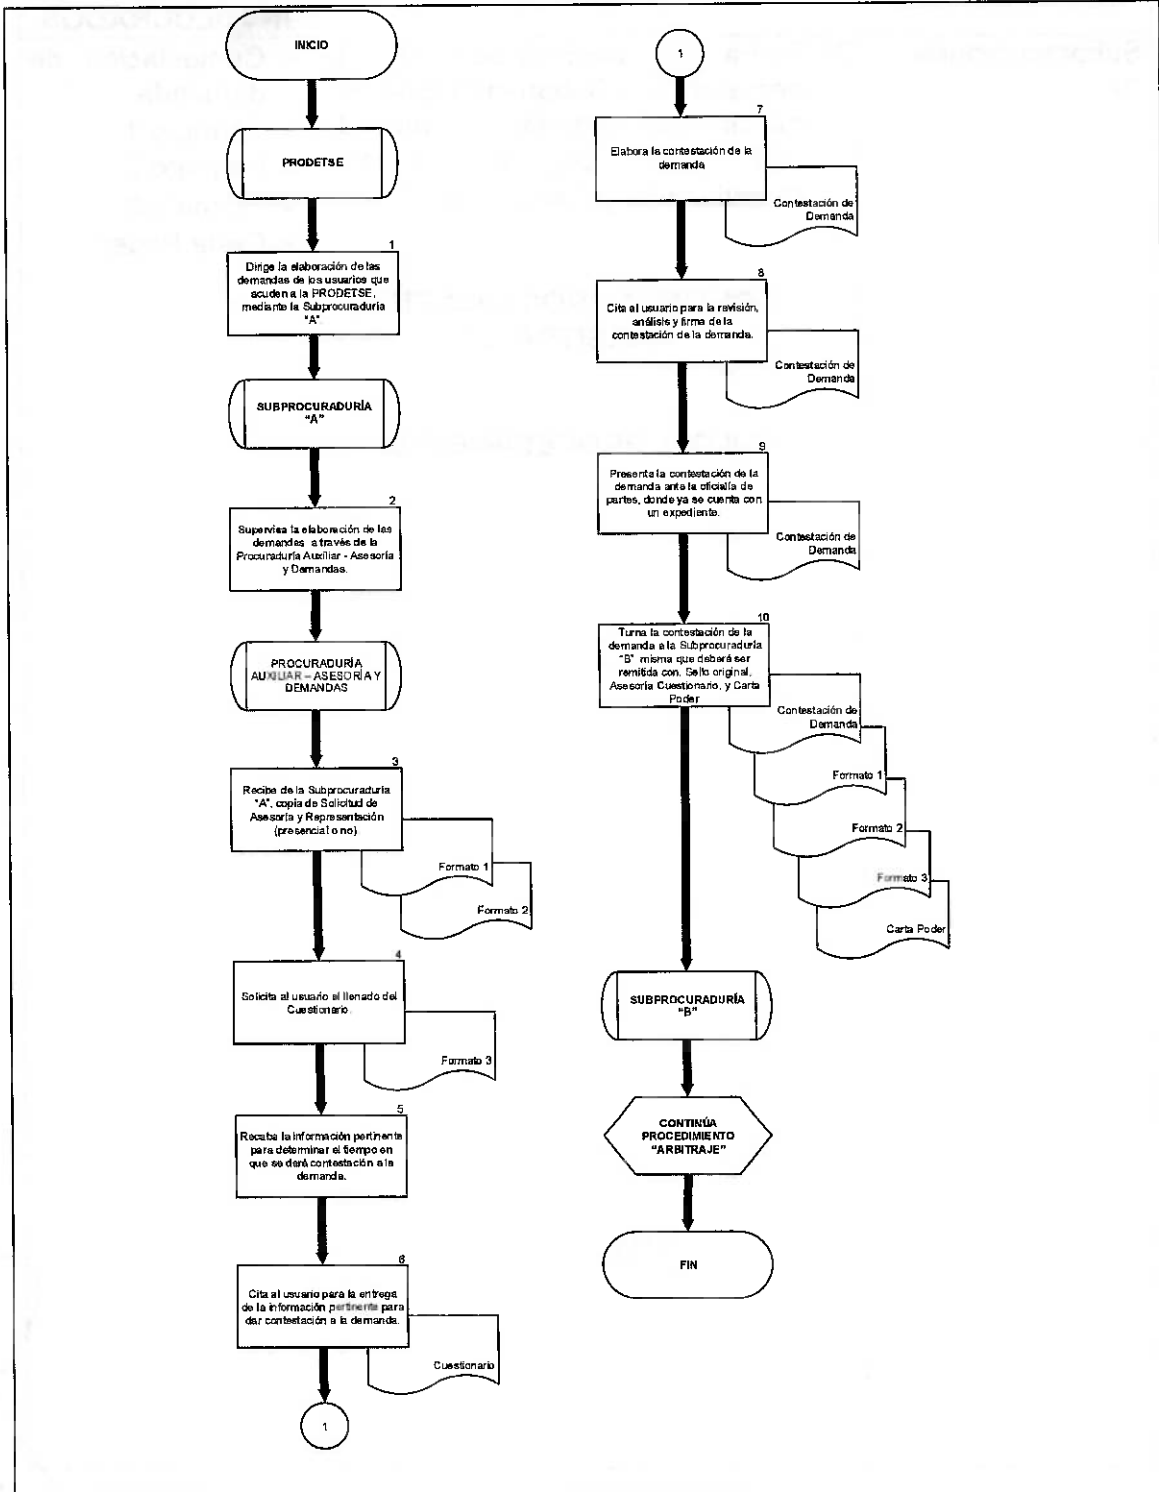 INICIO
PRODETSE
1
Dirige la elaboración de las
demandas de los usuarios que
acuden a la PRODETSE,
mediante la Subprocuraduría
"A".
SUBPROCURADURÍA
"A"
2
Supervisa la elaboración de las
demandas a través de la
Procuraduría Auxiliar - Asesoría
y Demandas.
PROCURADURÍA
AUXILIAR – ASESORÍA Y
DEMANDAS
3
Recibe de la Subprocuraduría
"A", copia de Solicitud de
Asesoría y Representación
(presencial o no)
Formato 1
Formato 2
4
Solicita al usuario el llenado del
Cuestionario.
Formato 3
5
Recaba la información pertinente
para determinar el tiempo en
que se dará contestación a la
demanda.
6
Cita al usuario para la entrega
de la información pertinente para
dar contestación a la demanda.
Cuestionario
1
1
7
Elabora la contestación de la
demanda
Contestación de
Demanda
8
Cita al usuario para la revisión,
análisis y firma de la
contestación de la demanda.
Contestación de
Demanda
9
Presenta la contestación de la
demanda ante la oficialía de
partes, donde ya se cuenta con
un expediente.
Contestación de
Demanda
10
Turna la contestación de la
demanda a la Subprocuraduría
"B" misma que deberá ser
remitida con. Sello original,
Asesoría Cuestionario, y Carta
Poder
Contestación de
Demanda
Formato 1
Formato 2
Formato 3
Carta Poder
SUBPROCURADURÍA
"B"
CONTINÚA
PROCEDIMIENTO
"ARBITRAJE"
FIN